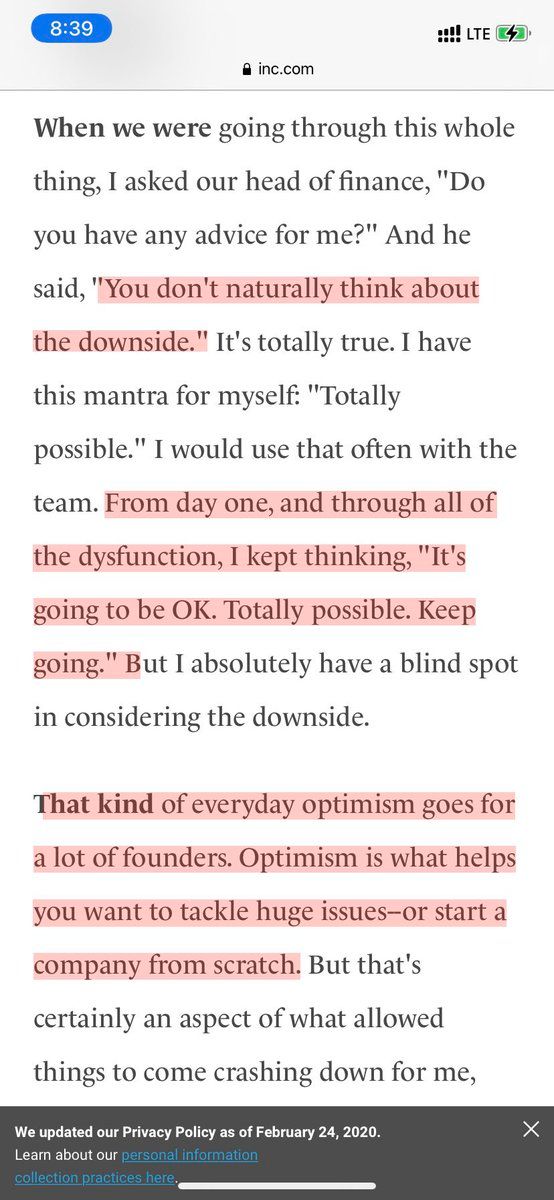 8:39
LTE
inc.com
When we were going through this whole
thing, I asked our head of finance, "Do
you have any advice for me?" And he
said, "You don't naturally think about
the downside." It's totally true. I have
this mantra for myself: "Totally
possible." I would use that often with the
team. From day one, and through all of
the dysfunction, I kept thinking, "It's
going to be OK. Totally possible. Keep
going." But I absolutely have a blind spot
in considering the downside.
That kind of everyday optimism goes for
a lot of founders. Optimism is what helps
you want to tackle huge issues–or start a
company from scratch. But that's
certainly an aspect of what allowed
things to come crashing down for me,
We updated our Privacy Policy as of February 24, 2020.
Learn about our personal information
collection practices here.